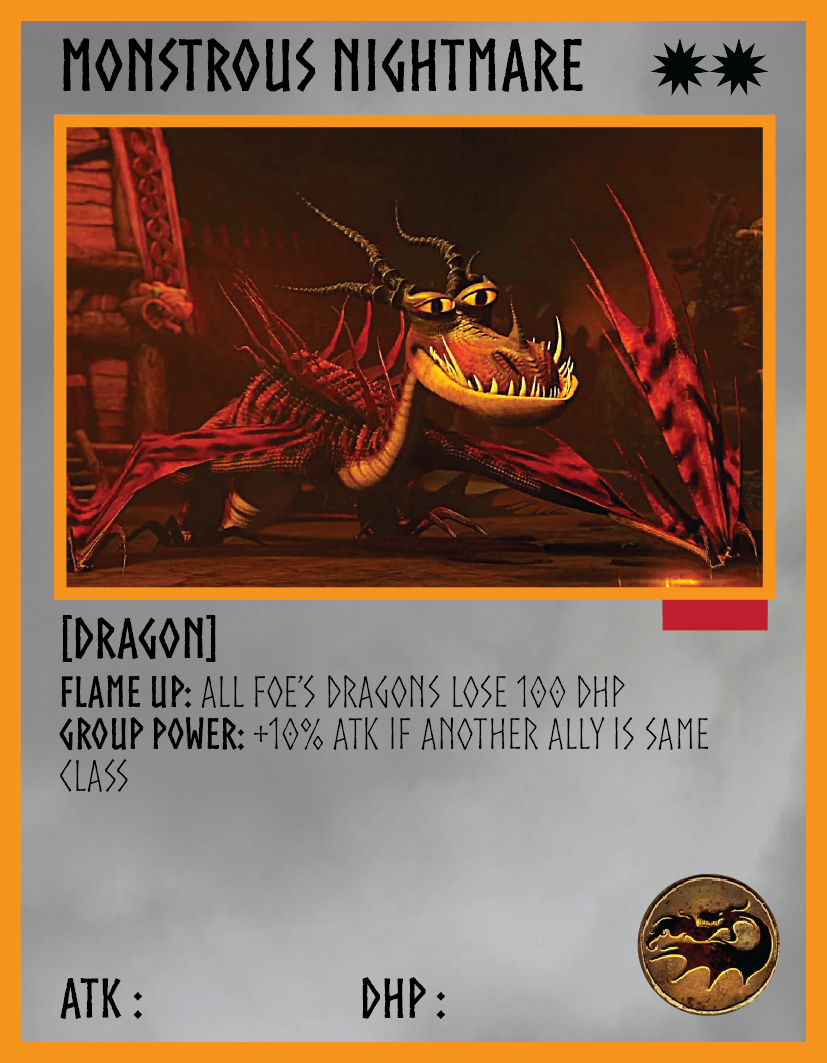 MONSTROUS NIGHTMARE
[DRAGON]
FLAME UP: ALL FOE'S DRAGONS LOSE 100 DHP
GROUP POWER: +10% ATK IF ANOTHER ALLY IS SAME
CLASS
ATK : DHP :